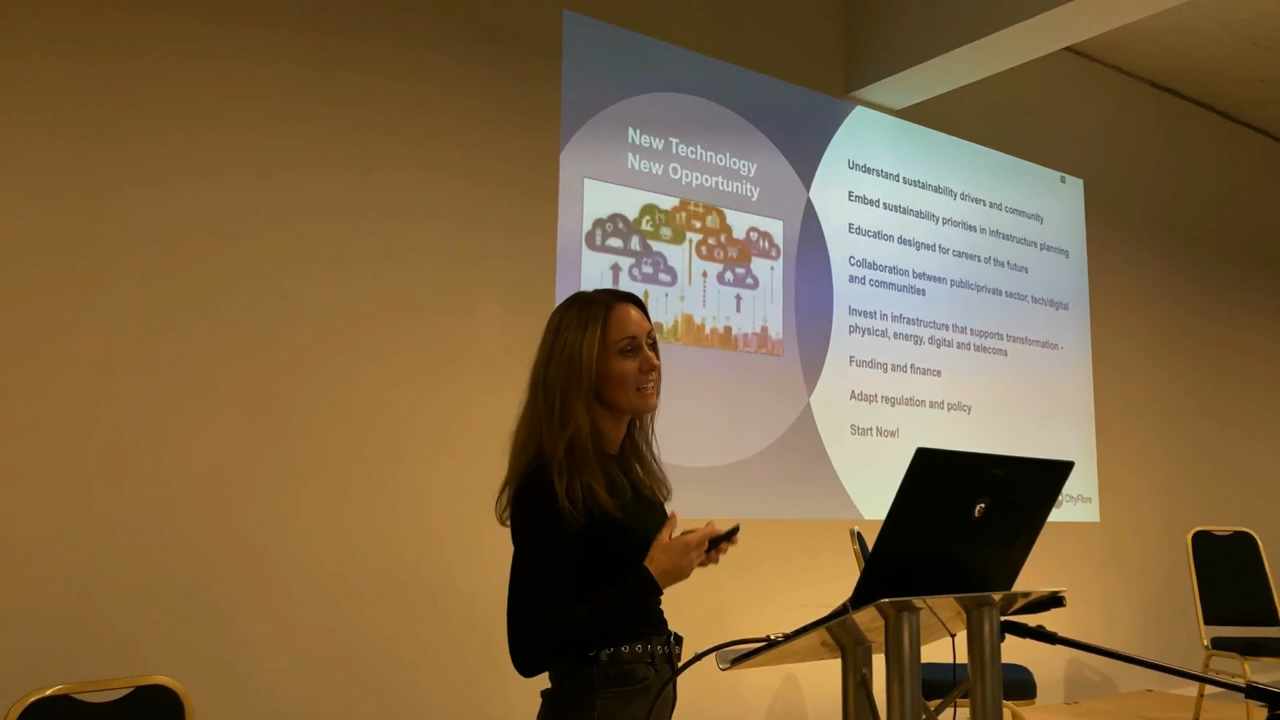 New Technology
New Opportunity
Understand sustainability drivers and community
Embed sustainability priorities in infrastructure planning
Education designed for careers of the future
Collaboration between public/private sector, tech/digital
and communities
Invest in infrastructure that supports transformation -
physical, energy, digital and telecoms
Funding and finance
Adapt regulation and policy
Start Now!
CityFibre